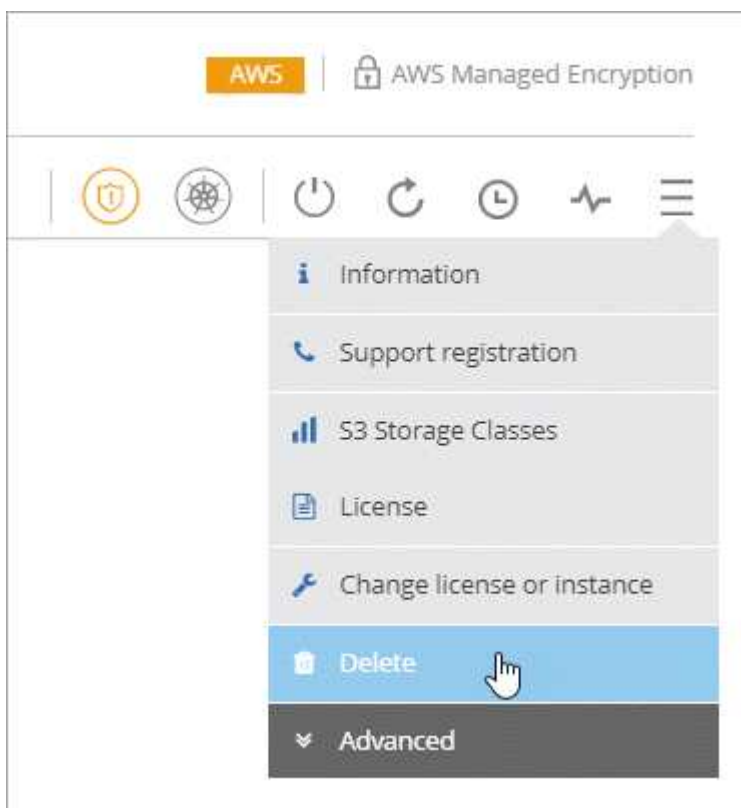 AWS
AWS Managed Encryption
Information
Support registration
S3 Storage Classes
License
Change license or instance
Delete
Advanced